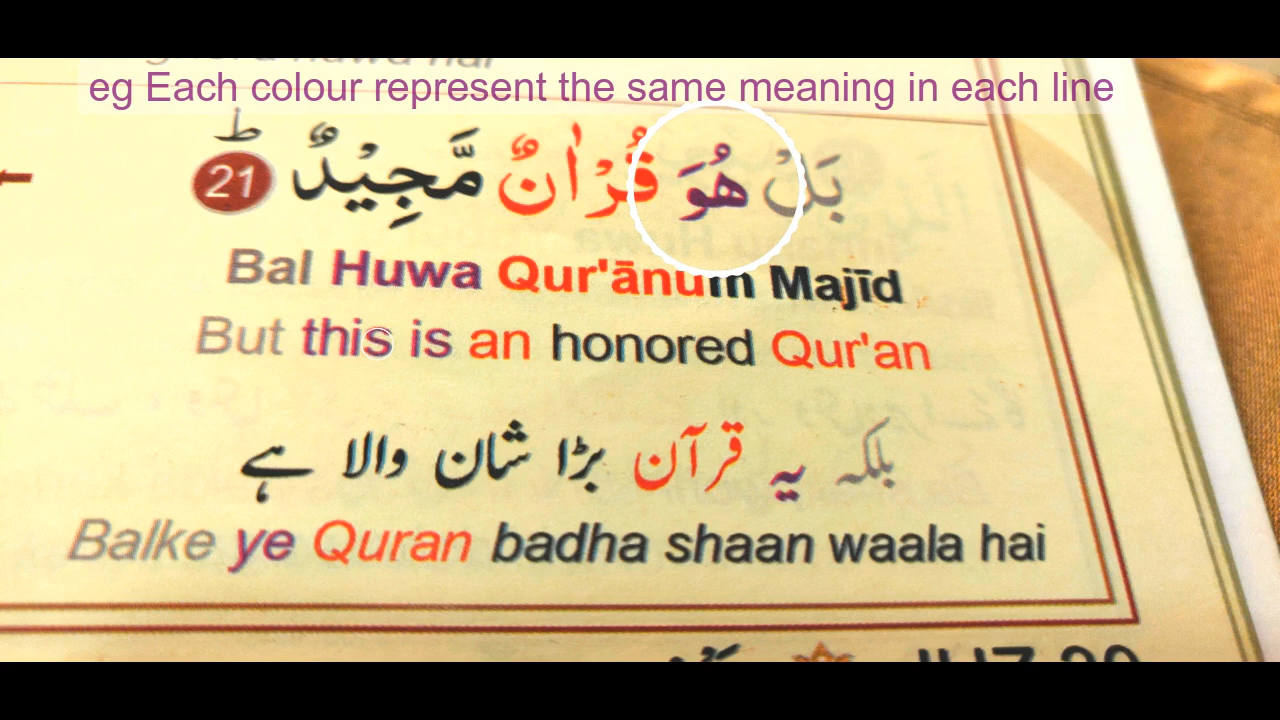 eg Each colour represent the same meaning in each line
بَلْ هُوَ قُرْاٰنٌ مَّجِيْدٌ ط 21
Bal Huwa Qur'ānum Majīd
But this is an honored Qur'an
بلکہ یہ قرآن بڑا شان والا ہے
Balke ye Quran badha shaan waala hai